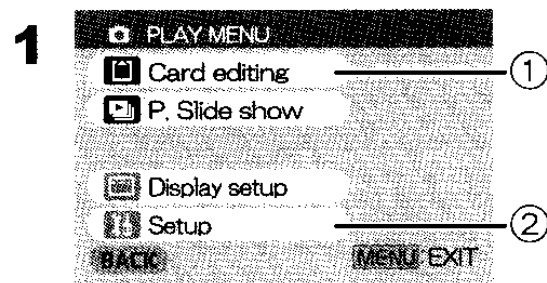 1
PLAY MENU
Card editing ①
P. Slide show
Display setup
Setup ②
BACK MENU EXIT